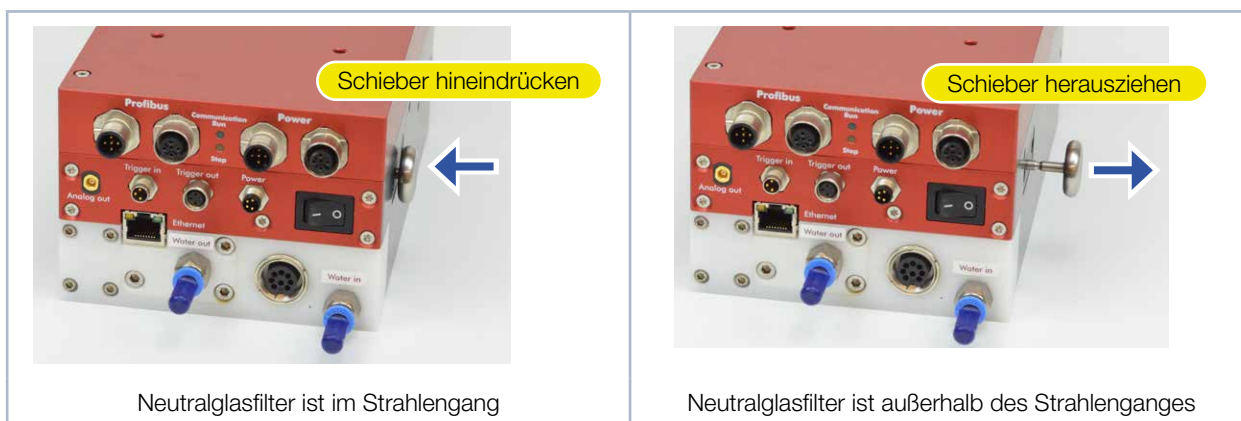 Schieber hineindrücken
Profibus
Communication
Run
Power
Stop
Trigger in
Trigger out
Power
Analog out
I O
Ethernet
Water out
Water in
Neutralglasfilter ist im Strahlengang
Schieber herausziehen
Profibus
Communication
Run
Power
Stop
Trigger in
Trigger out
Power
Analog out
I O
Ethernet
Water out
Water in
Neutralglasfilter ist außerhalb des Strahlenganges